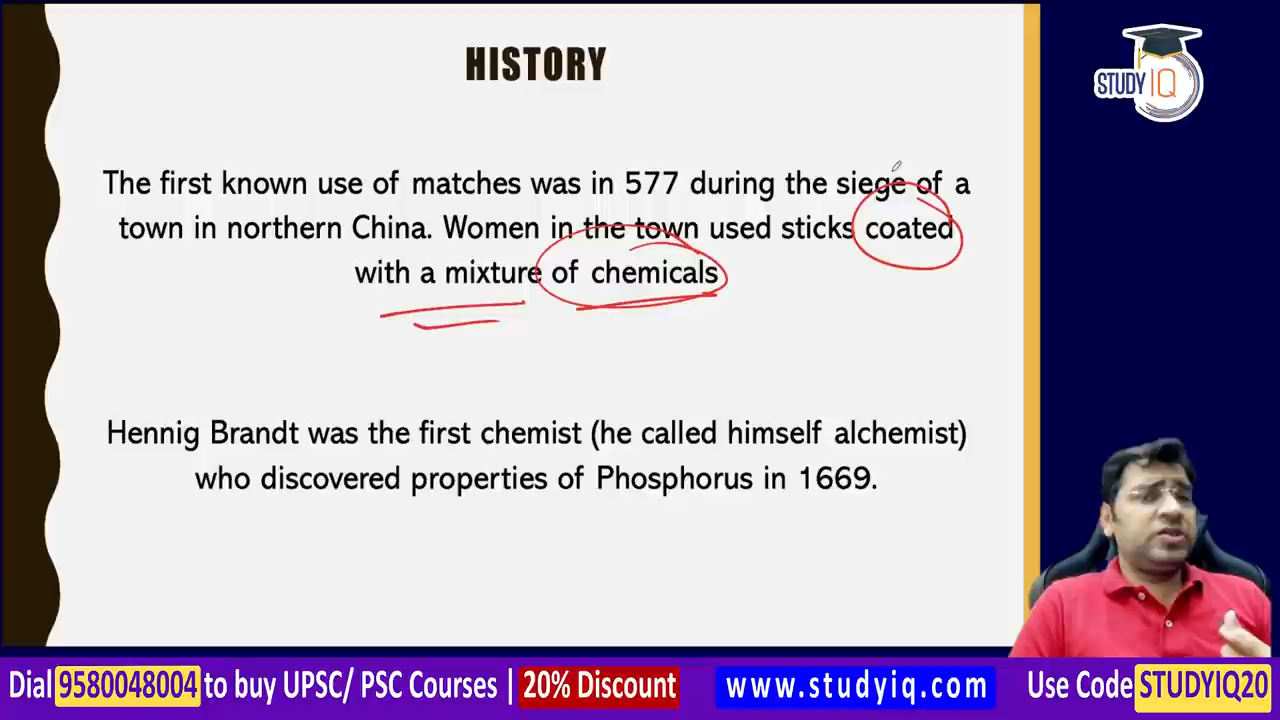 HISTORY
STUDY IQ
The first known use of matches was in 577 during the siege of a
town in northern China. Women in the town used sticks coated
with a mixture of chemicals
Hennig Brandt was the first chemist (he called himself alchemist)
who discovered properties of Phosphorus in 1669.
Dial 9580048004 to buy UPSC/ PSC Courses | 20% Discount www.studyiq.com Use Code STUDYIQ20